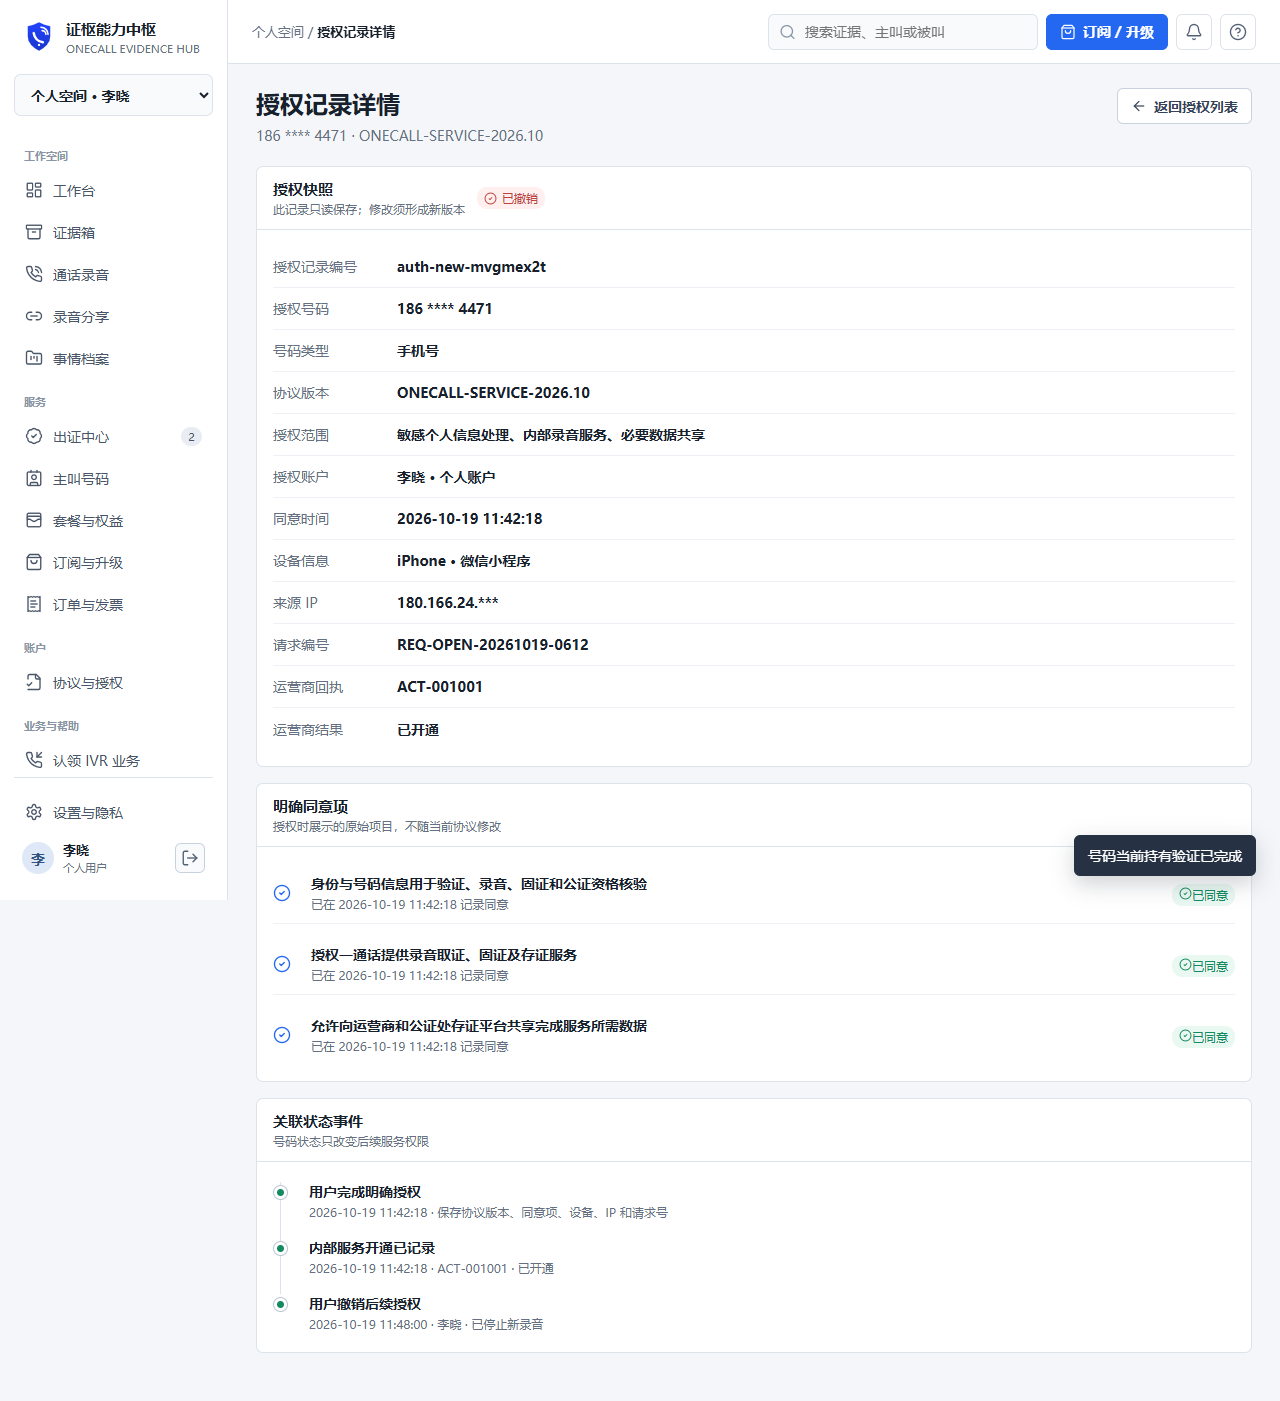 证枢能力中枢
ONECALL EVIDENCE HUB
个人空间 • 李晓
工作空间
工作台
证据箱
通话录音
录音分享
事情档案
服务
出证中心
2
主叫号码
套餐与权益
订阅与升级
订单与发票
账户
协议与授权
业务与帮助
认领 IVR 业务
设置与隐私
李
李晓
个人用户
个人空间 / 授权记录详情
搜索证据、主叫或被叫
订阅 / 升级
授权记录详情
186 **** 4471 · ONECALL-SERVICE-2026.10
返回授权列表
授权快照
此记录只读保存；修改须形成新版本
已撤销
授权记录编号 auth-new-mvgmex2t
授权号码 186 **** 4471
号码类型 手机号
协议版本 ONECALL-SERVICE-2026.10
授权范围 敏感个人信息处理、内部录音服务、必要数据共享
授权账户 李晓 • 个人账户
同意时间 2026-10-19 11:42:18
设备信息 iPhone • 微信小程序
来源 IP 180.166.24.***
请求编号 REQ-OPEN-20261019-0612
运营商回执 ACT-001001
运营商结果 已开通
明确同意项
授权时展示的原始项目，不随当前协议修改
号码当前持有验证已完成
身份与号码信息用于验证、录音、固证和公证资格核验
已在 2026-10-19 11:42:18 记录同意
已同意
授权一通话提供录音取证、固证及存证服务
已在 2026-10-19 11:42:18 记录同意
已同意
允许向运营商和公证处存证平台共享完成服务所需数据
已在 2026-10-19 11:42:18 记录同意
已同意
关联状态事件
号码状态只改变后续服务权限
用户完成明确授权
2026-10-19 11:42:18 · 保存协议版本、同意项、设备、IP 和请求号
内部服务开通已记录
2026-10-19 11:42:18 · ACT-001001 · 已开通
用户撤销后续授权
2026-10-19 11:48:00 · 李晓 · 已停止新录音